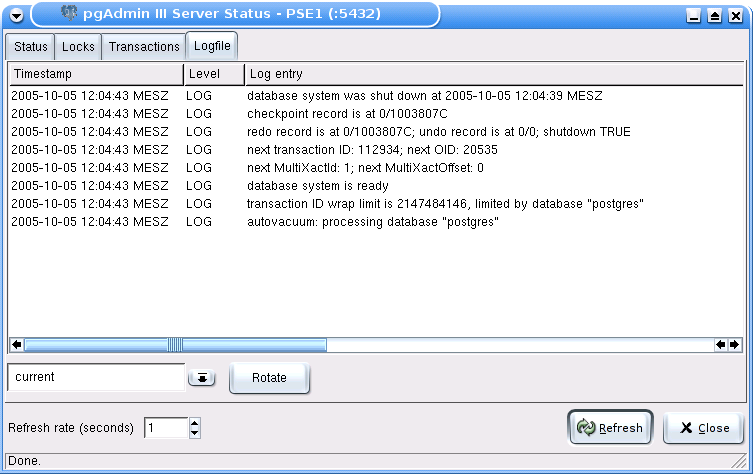 pgAdmin III Server Status - PSE1 (:5432)
Status Locks Transactions Logfile
Timestamp Level Log entry
2005-10-05 12:04:43 MESZ LOG database system was shut down at 2005-10-05 12:04:39 MESZ
2005-10-05 12:04:43 MESZ LOG checkpoint record is at 0/1003807C
2005-10-05 12:04:43 MESZ LOG redo record is at 0/1003807C; undo record is at 0/0; shutdown TRUE
2005-10-05 12:04:43 MESZ LOG next transaction ID: 112934; next OID: 20535
2005-10-05 12:04:43 MESZ LOG next MultiXactId: 1; next MultiXactOffset: 0
2005-10-05 12:04:43 MESZ LOG database system is ready
2005-10-05 12:04:43 MESZ LOG transaction ID wrap limit is 2147484146, limited by database "postgres"
2005-10-05 12:04:43 MESZ LOG autovacuum: processing database "postgres"
current Rotate
Refresh rate (seconds) 1 Refresh Close
Done.